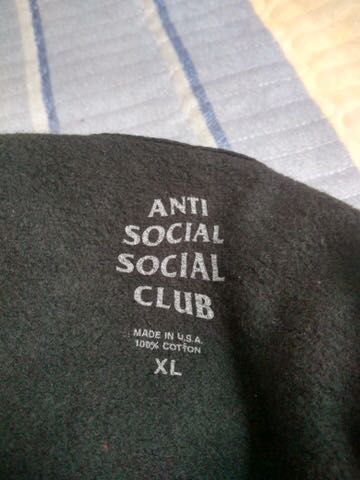 ANTI
SOCIAL
SOCIAL
CLUB
MADE IN U.S.A.
100% COTTON
XL